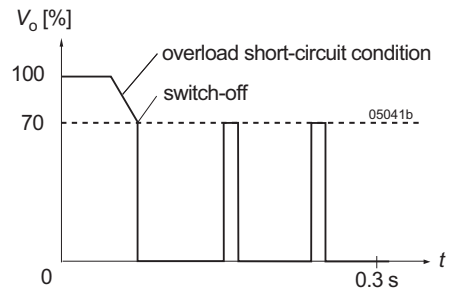 Vo [%]
overload short-circuit condition
100
switch-off
70
05041b
t
0
0.3 s